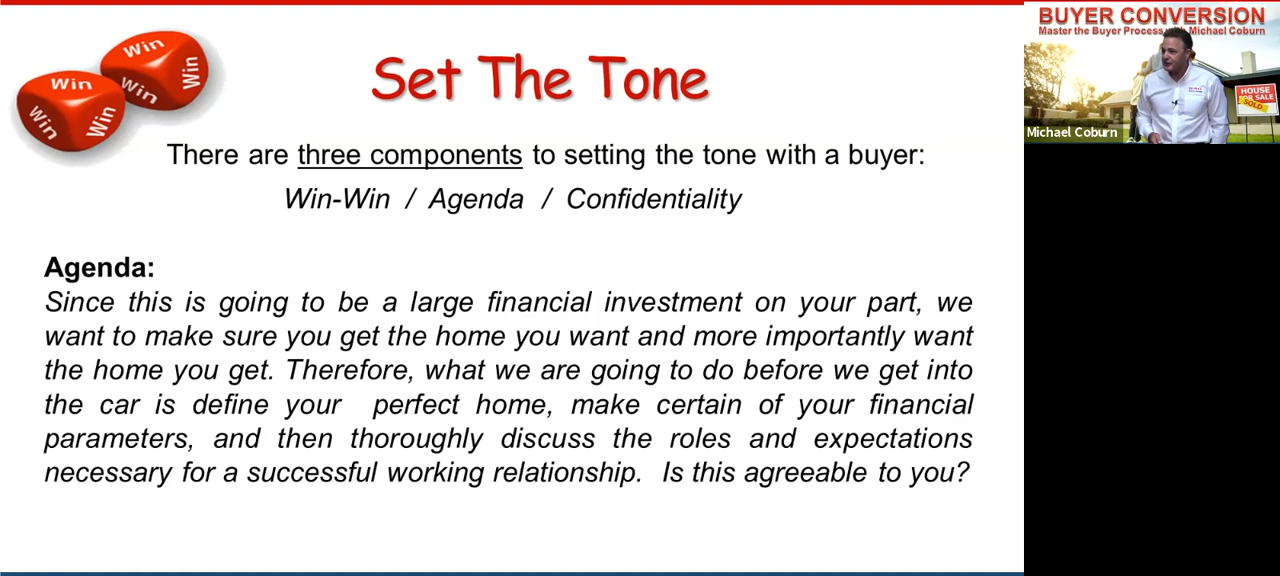 Win
Win
Win
Win
Win
Win
Set The Tone
There are three components to setting the tone with a buyer:
Win-Win / Agenda / Confidentiality
Agenda:
Since this is going to be a large financial investment on your part, we
want to make sure you get the home you want and more importantly want
the home you get. Therefore, what we are going to do before we get into
the car is define your perfect home, make certain of your financial
parameters, and then thoroughly discuss the roles and expectations
necessary for a successful working relationship. Is this agreeable to you?
BUYER CONVERSION
Master the Buyer Process with Michael Coburn
HOUSE
FOR SALE
SOLD
Michael Coburn